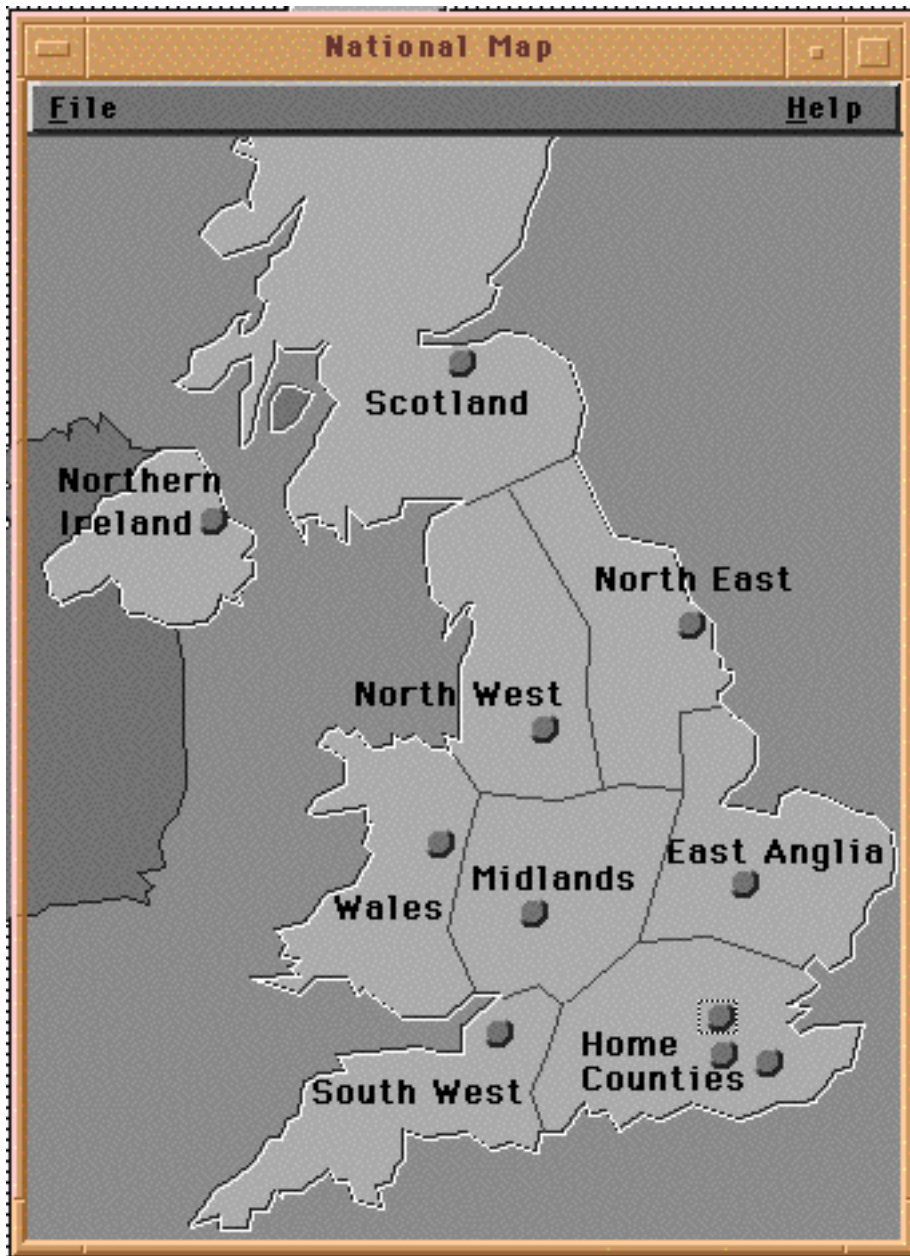 National Map
File Help
Scotland
Northern
Ireland
North East
North West
East Anglia
Midlands
Wales
Home
Counties
South West